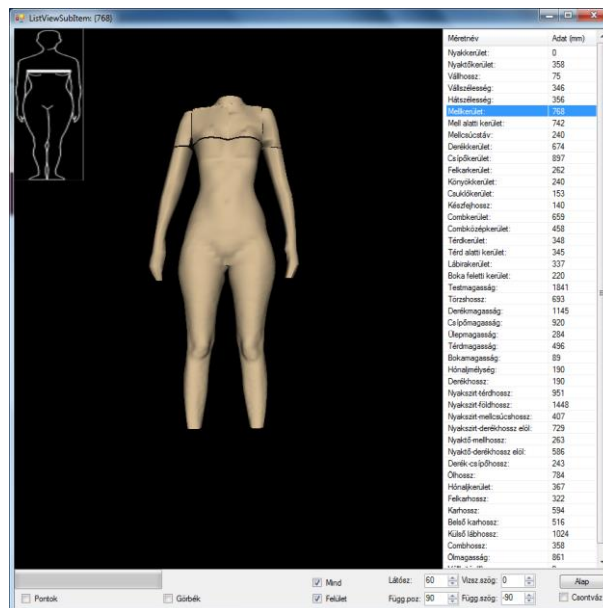 ListViewSubItem: {768}
Méretnév Adat (mm)
Nyakkerület: 0
Nyaktőkerület: 358
Vállhossz: 75
Vállszélesség: 346
Hátszélesség: 356
Mellkerület: 768
Mell alatti kerület: 742
Mellcsúcstáv: 240
Derékkerület: 674
Csípőkerület: 897
Felkarkerület: 262
Könyökkerület: 240
Csuklókerület: 153
Kézfejhossz: 140
Combkerület: 659
Combközépkerület: 458
Térdkerület: 348
Térd alatti kerület: 345
Lábirakerület: 337
Boka feletti kerület: 220
Testmagasság: 1841
Törzshossz: 693
Derékmagasság: 1145
Csípőmagasság: 920
Ülepmagasság: 284
Térdmagasság: 496
Bokamagasság: 89
Hónaljmélység: 190
Derékhossz: 190
Nyakszirt-térdhossz: 951
Nyakszirt-földhossz: 1448
Nyakszirt-mellcsúcshossz: 407
Nyakszirt-derékhossz elöl: 729
Nyaktő-mellhossz: 263
Nyaktő-derékhossz elöl: 586
Derék-csípőhossz: 243
Ölhossz: 784
Hónaljkerület: 367
Felkarhossz: 322
Karhossz: 594
Belső karhossz: 516
Külső lábhossz: 1024
Combhossz: 358
Ölmagasság: 861
Mind Látósz: 60 Vízsz.szög: 0 Alap
Pontok Görbék Felület Függ.poz: 90 Függ.szög: -90 Csontváz